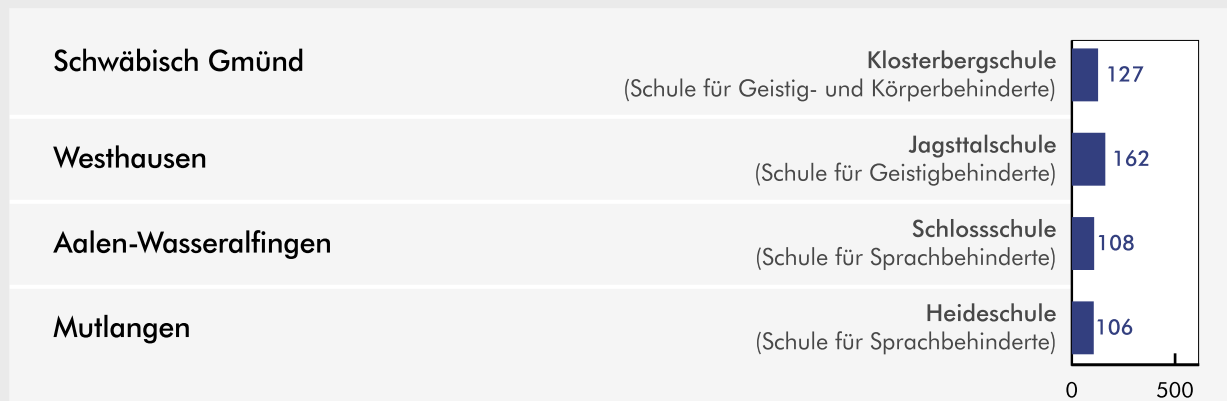 Schwäbisch Gmünd
Klosterbergschule
(Schule für Geistig- und Körperbehinderte)
127
Westhausen
Jagsttalschule
(Schule für Geistigbehinderte)
162
Aalen-Wasseralfingen
Schlossschule
(Schule für Sprachbehinderte)
108
Mutlangen
Heideschule
(Schule für Sprachbehinderte)
106
0 500